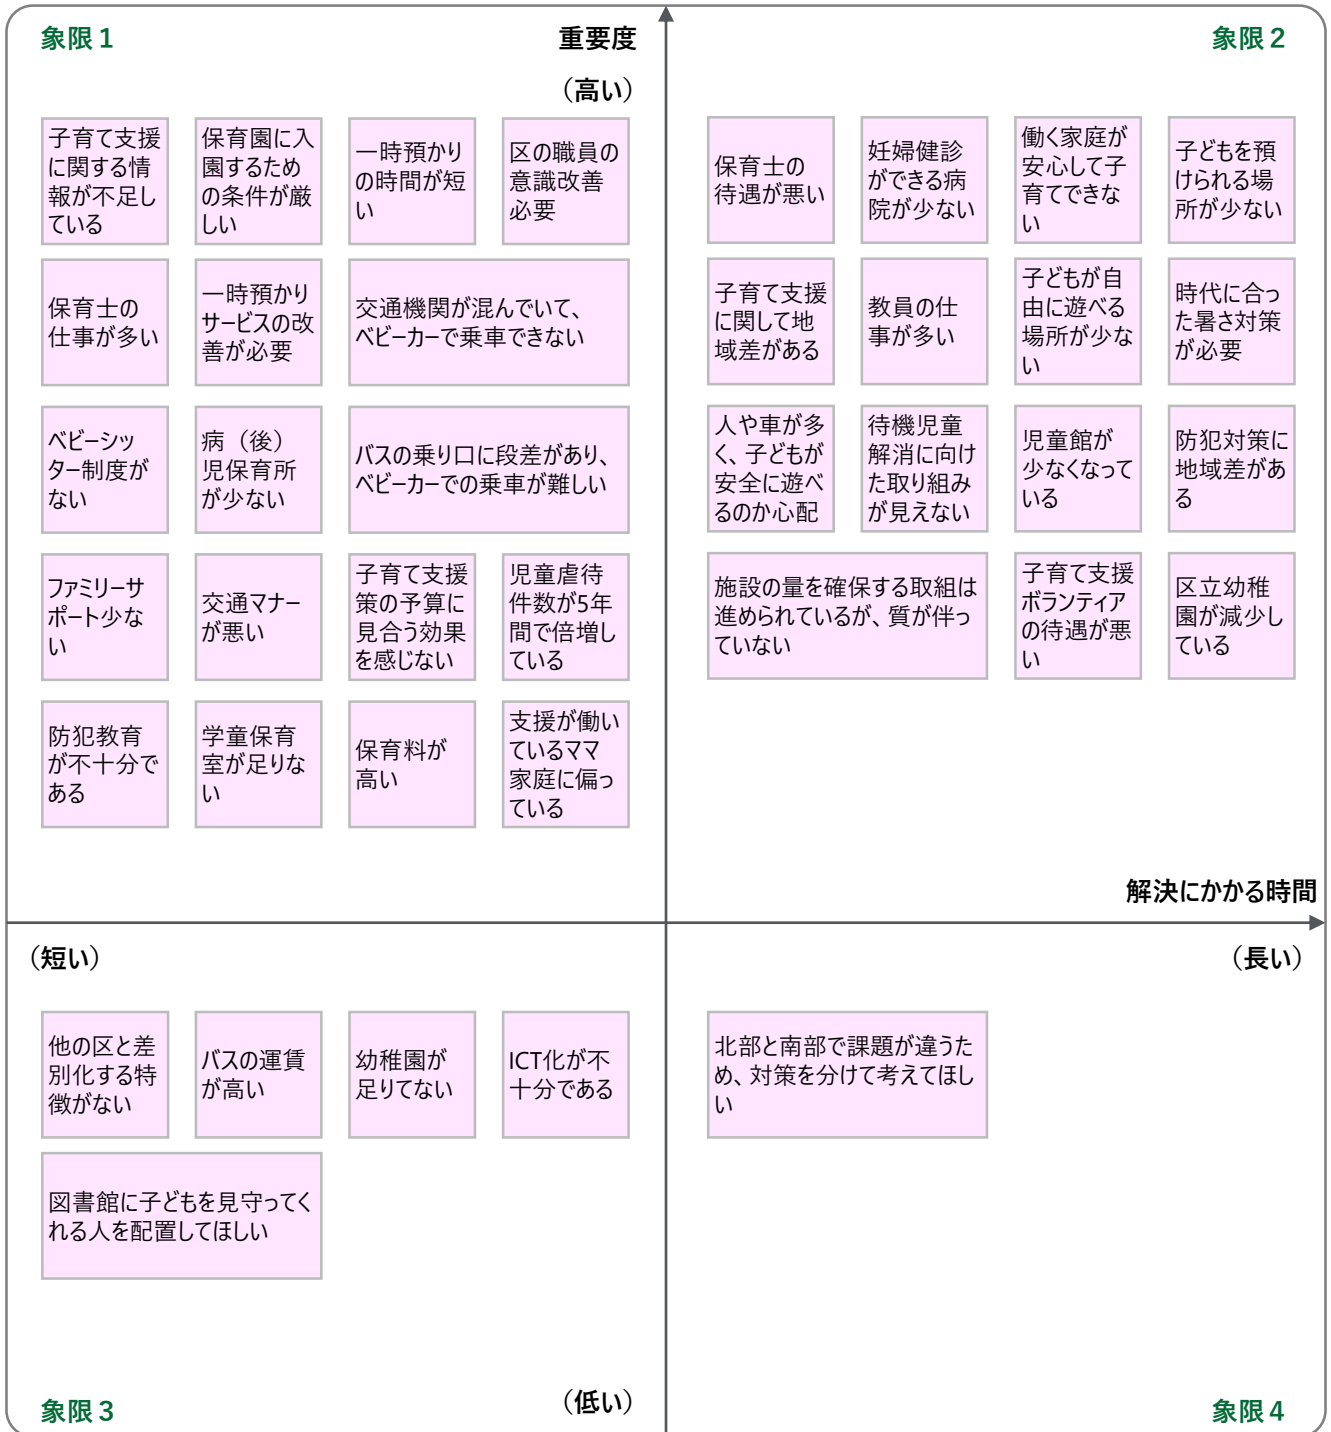 象限1
重要度
象限2
（高い）
子育て支援
に関する情
報が不足し
ている
保育園に入
園するため
の条件が厳
しい
一時預かり
の時間が短
い
区の職員の
意識改善
必要
保育士の
仕事が多い
一時預かり
サービスの改
善が必要
交通機関が混んでいて、
ベビーカーで乗車できない
ベビーシッ
ター制度が
ない
病（後）
児保育所
が少ない
バスの乗り口に段差があり、
ベビーカーでの乗車が難しい
ファミリーサ
ポート少な
い
交通マナー
が悪い
子育て支援
策の予算に
見合う効果
を感じない
児童虐待
件数が5年
間で倍増し
ている
防犯教育
が不十分で
ある
学童保育
室が足りな
い
保育料が
高い
支援が働い
ているママ
家庭に偏っ
ている
保育士の
待遇が悪い
妊婦健診
ができる病
院が少ない
働く家庭が
安心して子
育てできな
い
子どもを預
けられる場
所が少ない
子育て支援
に関して地
域差がある
教員の仕
事が多い
子どもが自
由に遊べる
場所が少な
い
時代に合っ
た暑さ対策
が必要
人や車が多
く、子どもが
安全に遊べ
るのか心配
待機児童
解消に向け
た取り組み
が見えない
児童館が
少なくなって
いる
防犯対策に
地域差があ
る
施設の量を確保する取組は
進められているが、質が伴っ
ていない
子育て支援
ボランティア
の待遇が悪
い
区立幼稚
園が減少し
ている
解決にかかる時間
（短い）
（長い）
他の区と差
別化する特
徴がない
バスの運賃
が高い
幼稚園が
足りてない
ICT化が不
十分である
図書館に子どもを見守ってく
れる人を配置してほしい
北部と南部で課題が違うた
め、対策を分けて考えてほし
い
象限3
（低い）
象限4